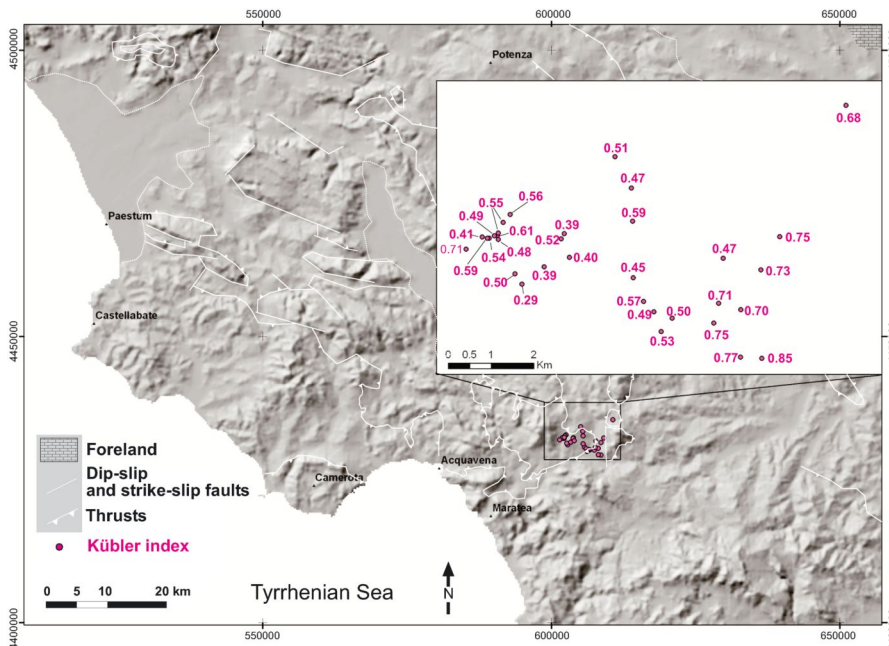 550000
600000
650000
4500000
4500000
Potenza
0.68
0.51
0.47
0.56
0.55
0.49
0.59
0.39
0.41
0.61
0.52
0.75
0.71
0.48
0.47
0.54
0.40
0.59
0.73
0.39
0.45
0.50
0.29
0.57
0.71
0.49
0.50
0.70
0.75
0.53
0.77
0.85
0 0.5 1 2
Km
Paestum
Castellabate
4450000
Acquavena
Camerota
Maratea
Foreland
Dip-slip
and strike-slip faults
Thrusts
Kübler index
0 5 10 20 km
Tyrrhenian Sea
N
4400000
550000
600000
650000